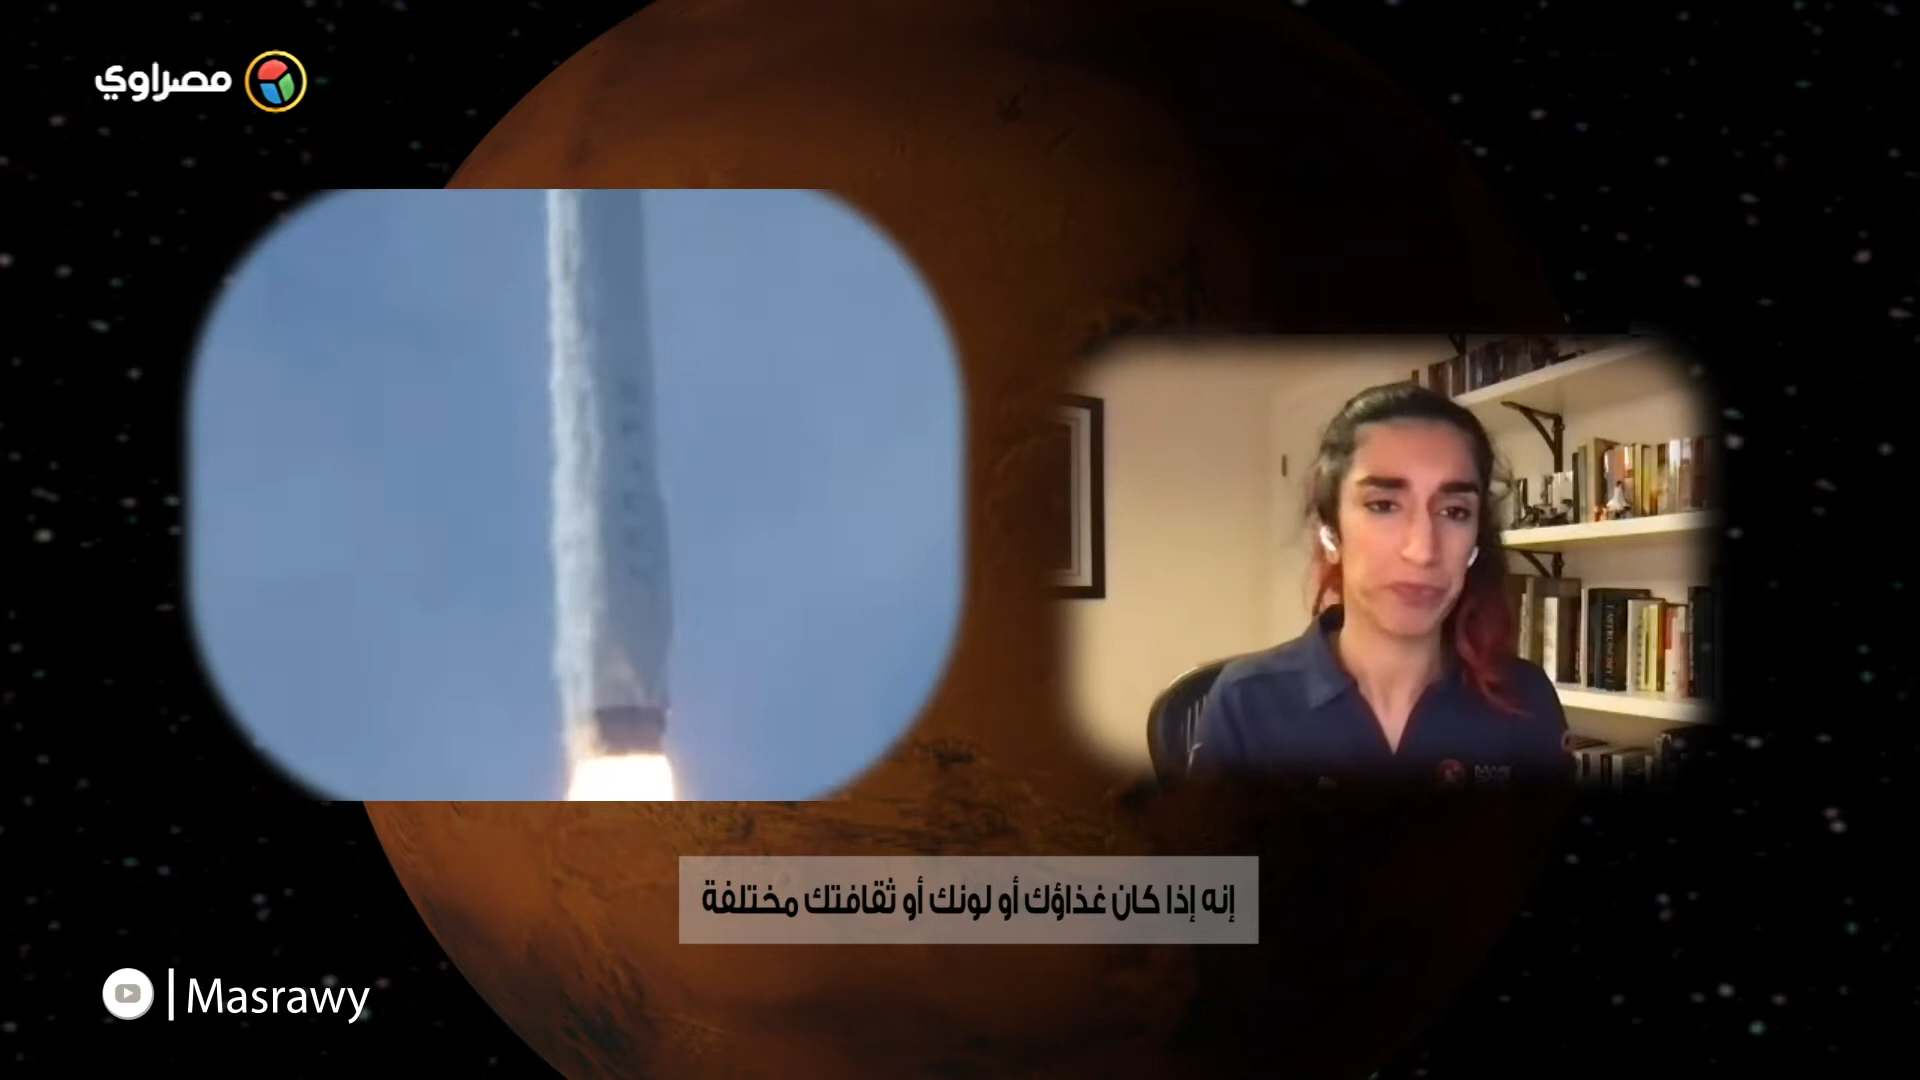 مصراوي
إنه إذا كان غذاؤك أو لونك أو ثقافتك مختلفة
| Masrawy